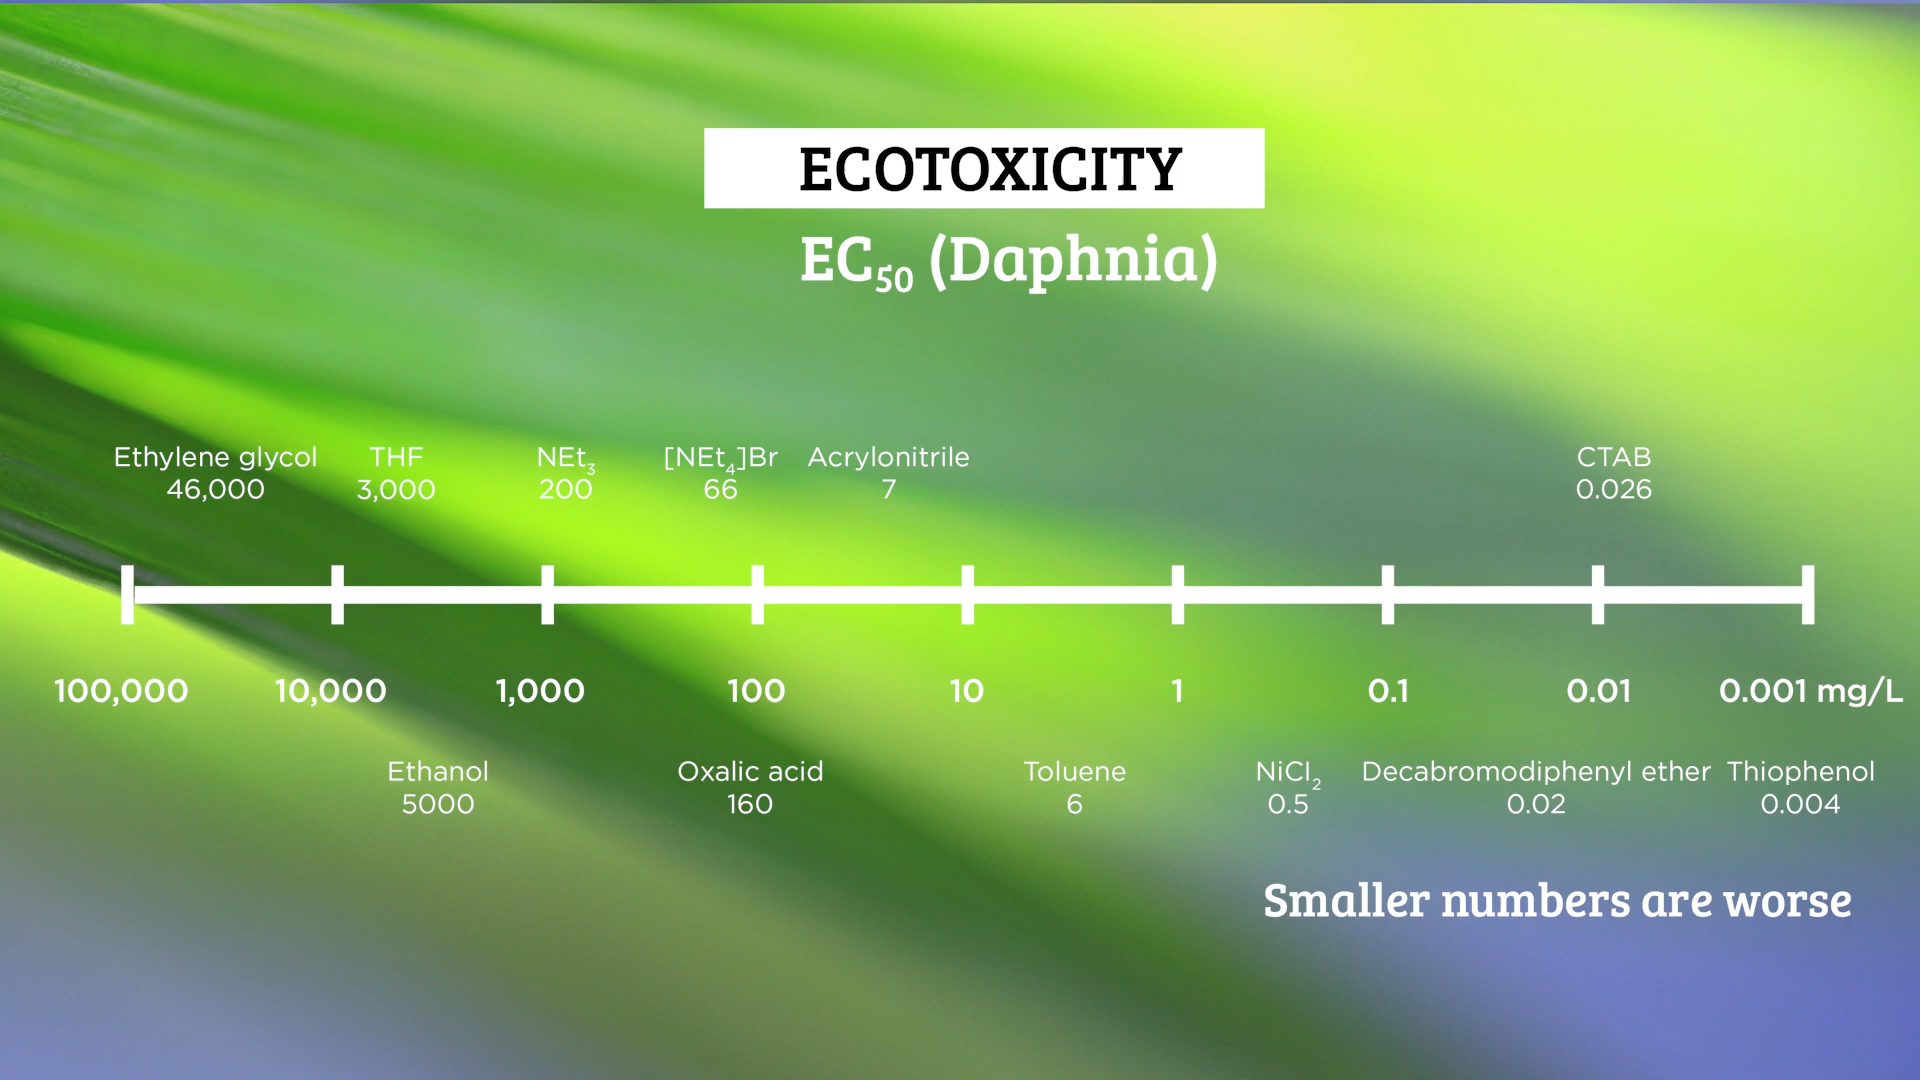 ECOTOXICITY
EC₅₀ (Daphnia)
Ethylene glycol THF NEt₃ [NEt₄]Br Acrylonitrile CTAB
46,000 3,000 200 66 7 0.026
100,000 10,000 1,000 100 10 1 0.1 0.01 0.001 mg/L
Ethanol Oxalic acid Toluene NiCl₂ Decabromodiphenyl ether Thiophenol
5000 160 6 0.5 0.02 0.004
Smaller numbers are worse